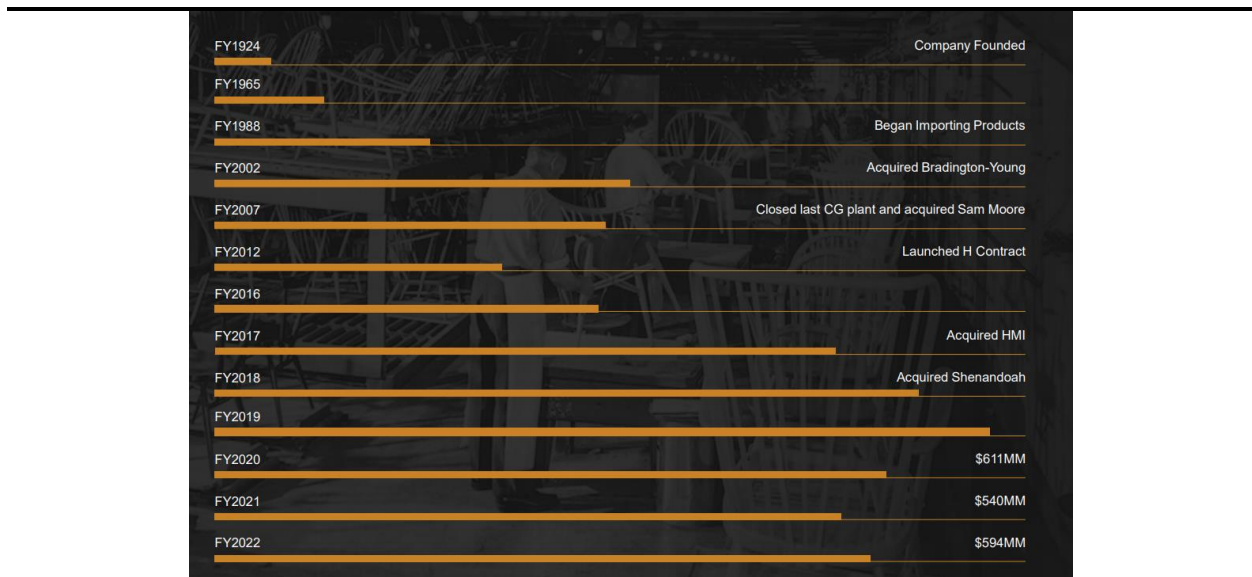 FY1924 Company Founded
FY1965
FY1988 Began Importing Products
FY2002 Acquired Bradington-Young
FY2007 Closed last CG plant and acquired Sam Moore
FY2012 Launched H Contract
FY2016
FY2017 Acquired HMI
FY2018 Acquired Shenandoah
FY2019
FY2020 $611MM
FY2021 $540MM
FY2022 $594MM